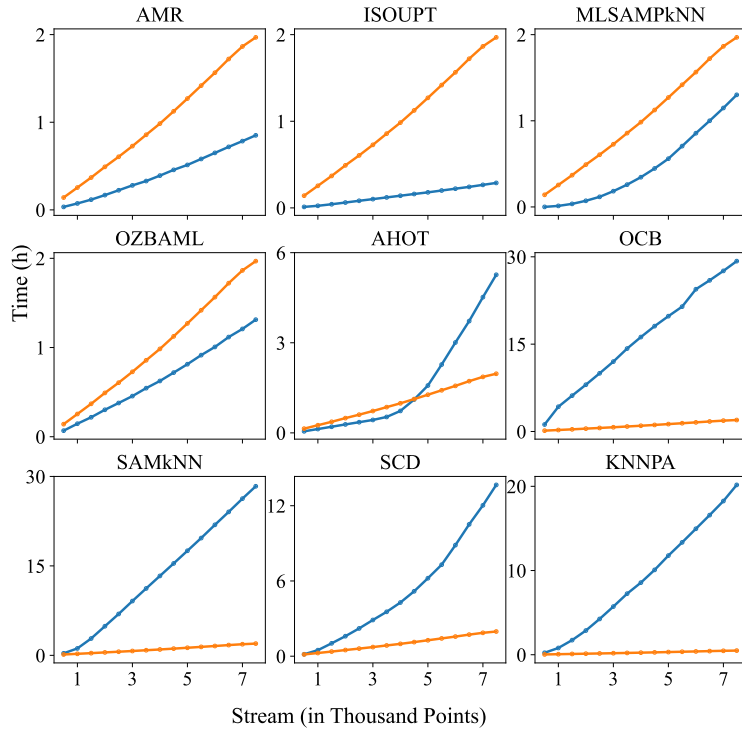 AMR ISOUPT MLSAMPkNN
2 2 2
1 1 1
0 0 0
OZBAML AHOT OCB
Time (h)
2 6 30
1 3 15
0 0 0
SAMkNN SCD KNNPA
30 12 20
15 6 10
0 0 0
1 3 5 7 1 3 5 7 1 3 5 7
Stream (in Thousand Points)